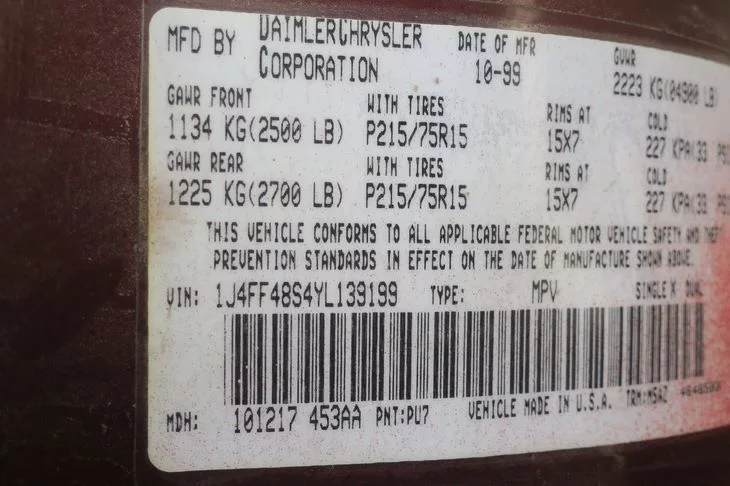 MFD BY DAIMLERCHRYSLER CORPORATION DATE OF MFR 10-99 GVWR 2223 KG(04900 LB)
GAWR FRONT WITH TIRES RIMS AT COLD
1134 KG(2500 LB) P215/75R15 15X7 227 KPA(33 PSI
GAWR REAR WITH TIRES RIMS AT COLD
1225 KG(2700 LB) P215/75R15 15X7 227 KPA(33 PSI
THIS VEHICLE CONFORMS TO ALL APPLICABLE FEDERAL MOTOR VEHICLE SAFETY AND THEFT
PREVENTION STANDARDS IN EFFECT ON THE DATE OF MANUFACTURE SHOWN ABOVE.
VIN: 1J4FF48S4YL139199 TYPE: MPV SINGLE X DUAL
MDH: 101217 453AA PNT:PU7 VEHICLE MADE IN U.S.A. TRM:M5AZ